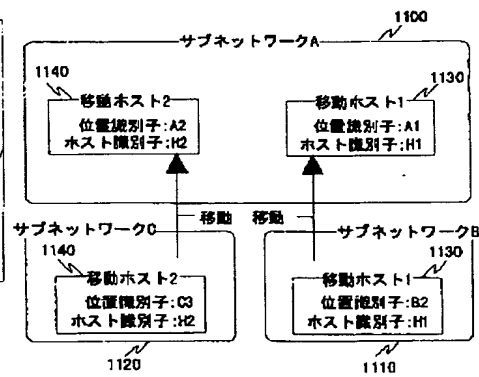 1100
サブネットワークA
1140
移動ホスト2
位置識別子:A2
ホスト識別子:H2
1130
移動ホスト1
位置識別子:A1
ホスト識別子:H1
移動
移動
サブネットワークC
1140
移動ホスト2
位置識別子:C3
ホスト識別子:H2
1120
サブネットワークB
1130
移動ホスト1
位置識別子:B2
ホスト識別子:H1
1110